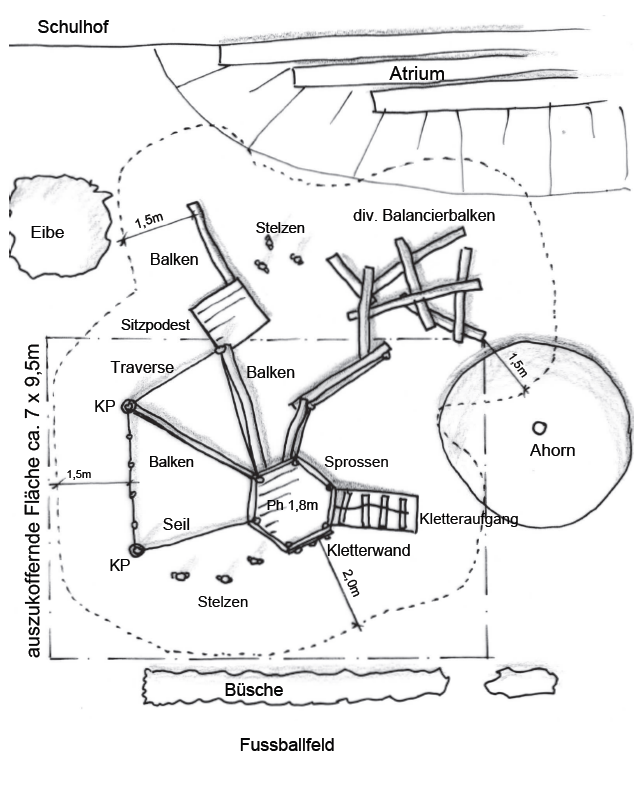 Schulhof
Atrium
Eibe
1,5m
Stelzen
div. Balancierbalken
Balken
Sitzpodest
Traverse
Balken
1,5m
KP
Ahorn
auszukoffernde Fläche ca. 7 x 9,5m
1,5m
Balken
Sprossen
Ph 1,8m
Kletteraufgang
Seil
Kletterwand
KP
2,0m
Stelzen
Büsche
Fussballfeld